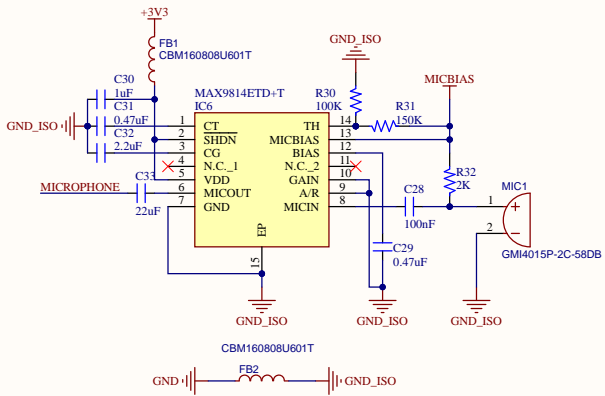 +3V3
FB1
CBM160808U601T
GND_ISO
C30
1uF
C31
0.47uF
C32
2.2uF
GND_ISO
MAX9814ETD+T
IC6
R30
100K
R31
150K
MICBIAS
1 CT
2 SHDN
3 CG
4 N.C._1
5 VDD
6 MICOUT
7 GND
TH 14
MICBIAS 13
BIAS 12
N.C._2 11
GAIN 10
A/R 9
MICIN 8
EP
15
MICROPHONE
C33
22uF
R32
2K
C28
100nF
MIC1
1
2
GMI4015P-2C-58DB
C29
0.47uF
GND_ISO
GND_ISO
GND_ISO
CBM160808U601T
GND
FB2
GND_ISO